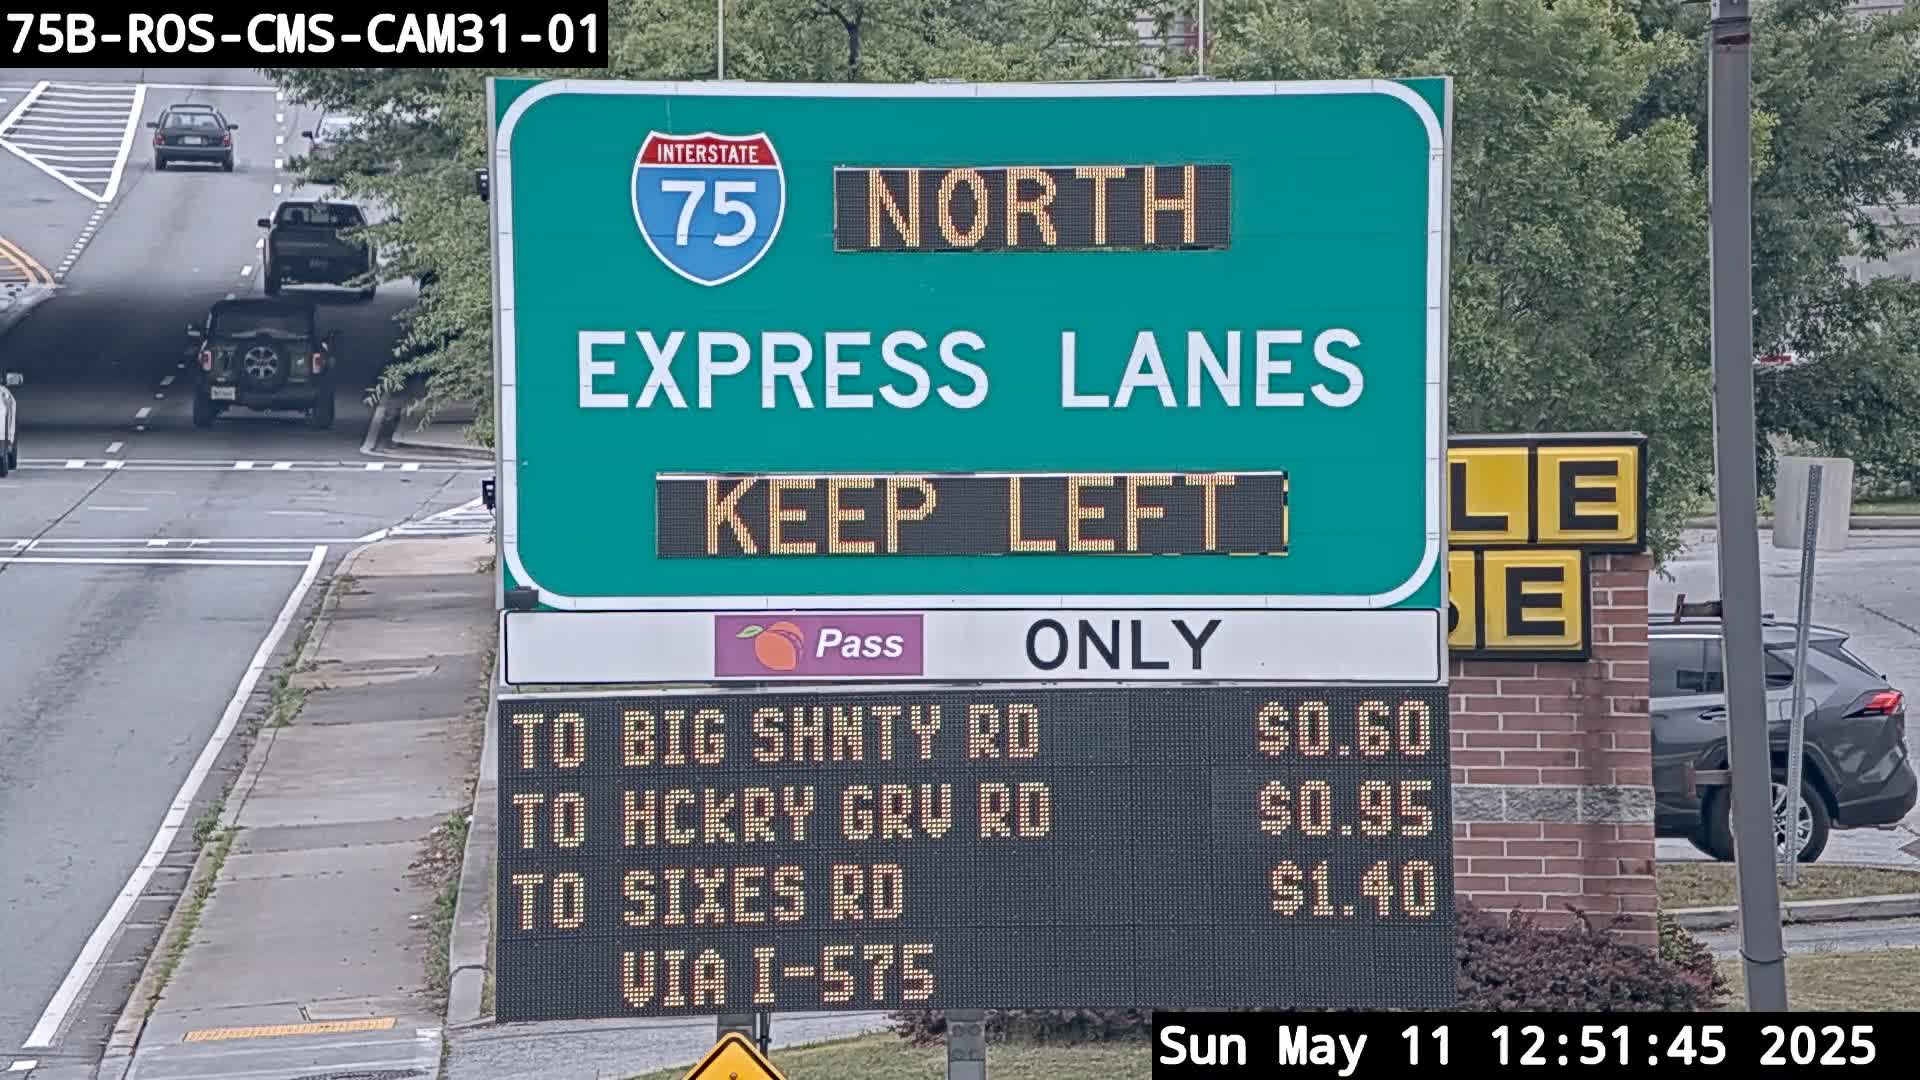 75B-ROS-CMS-CAM31-01
INTERSTATE
75
NORTH
EXPRESS LANES
KEEP LEFT
Pass ONLY
TO BIG SHNTY RD $0.60
TO HCKRY GRV RD $0.95
TO SIXES RD $1.40
VIA I-575
LE
E
Sun May 11 12:51:45 2025